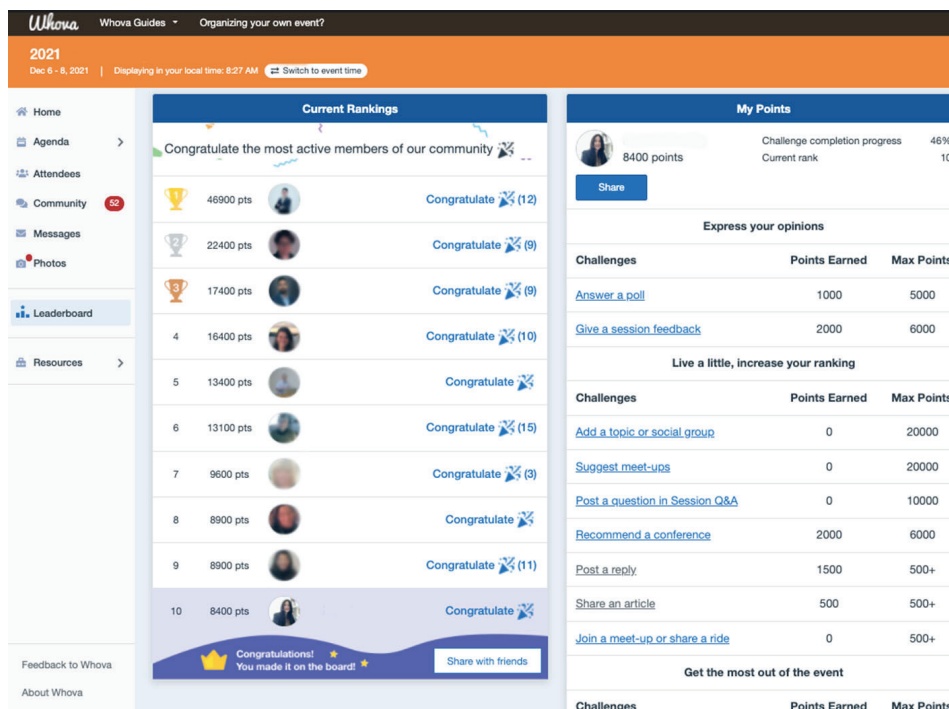 Whova
Whova Guides
Organizing your own event?
2021
Dec 6 - 8, 2021 | Displaying in your local time: 8:27 AM
Switch to event time
Home
Agenda
Attendees
Community 52
Messages
Photos
Leaderboard
Resources
Feedback to Whova
About Whova
Current Rankings
Congratulate the most active members of our community
1 46900 pts Congratulate (12)
2 22400 pts Congratulate (9)
3 17400 pts Congratulate (9)
4 16400 pts Congratulate (10)
5 13400 pts Congratulate
6 13100 pts Congratulate (15)
7 9600 pts Congratulate (3)
8 8900 pts Congratulate
9 8900 pts Congratulate (11)
10 8400 pts Congratulate
Congratulations!
You made it on the board!
Share with friends
My Points
8400 points
Challenge completion progress 46%
Current rank 10
Share
Express your opinions
Challenges Points Earned Max Points
Answer a poll 1000 5000
Give a session feedback 2000 6000
Live a little, increase your ranking
Challenges Points Earned Max Points
Add a topic or social group 0 20000
Suggest meet-ups 0 20000
Post a question in Session Q&A 0 10000
Recommend a conference 2000 6000
Post a reply 1500 500+
Share an article 500 500+
Join a meet-up or share a ride 0 500+
Get the most out of the event
Challenges Points Earned Max Points